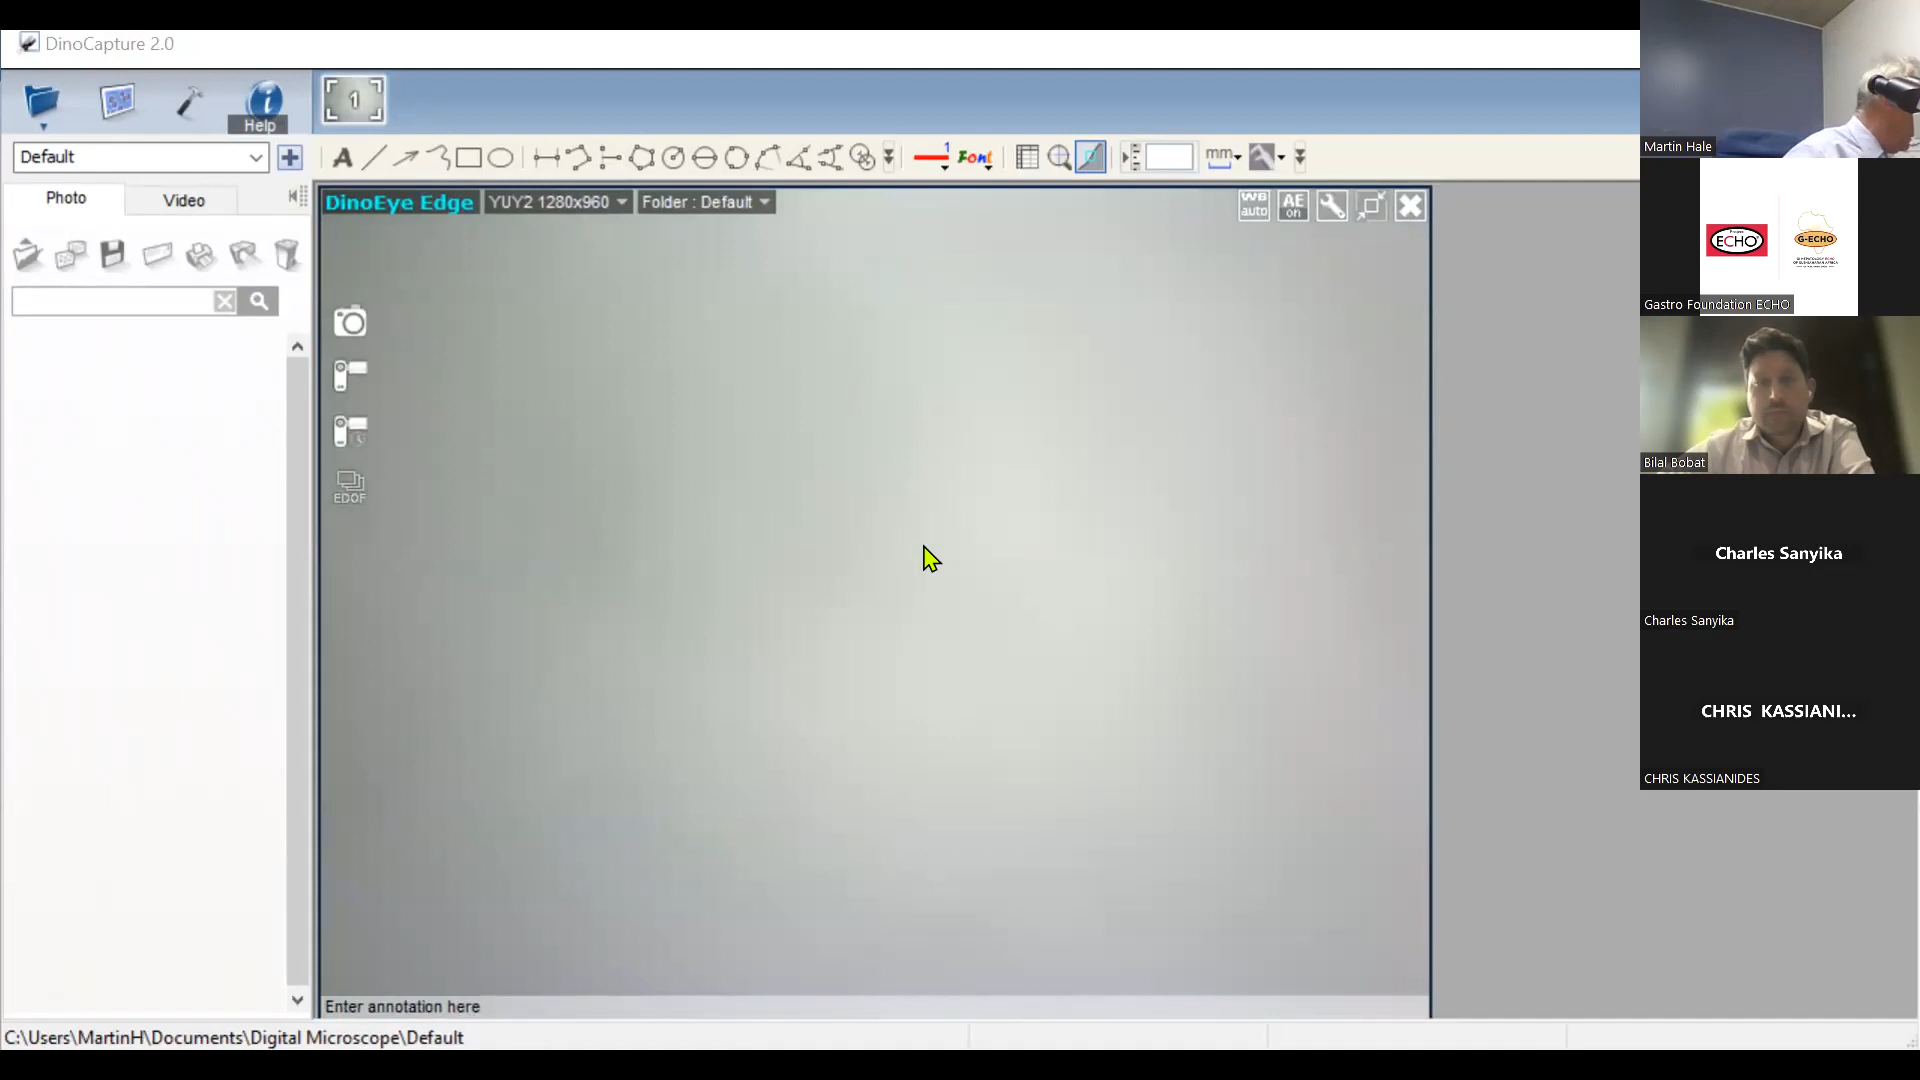 DinoCapture 2.0
Help
1
Default
Photo
Video
A
1
Font
mm
DinoEye Edge
YUY2 1280x960
Folder : Default
WB
auto
AE
on
EDOF
Enter annotation here
C:\Users\MartinH\Documents\Digital Microscope\Default
Martin Hale
Project
ECHO
G-ECHO
Gastro Foundation ECHO
Bilal Bobat
Charles Sanyika
Charles Sanyika
CHRIS KASSIANI...
CHRIS KASSIANIDES